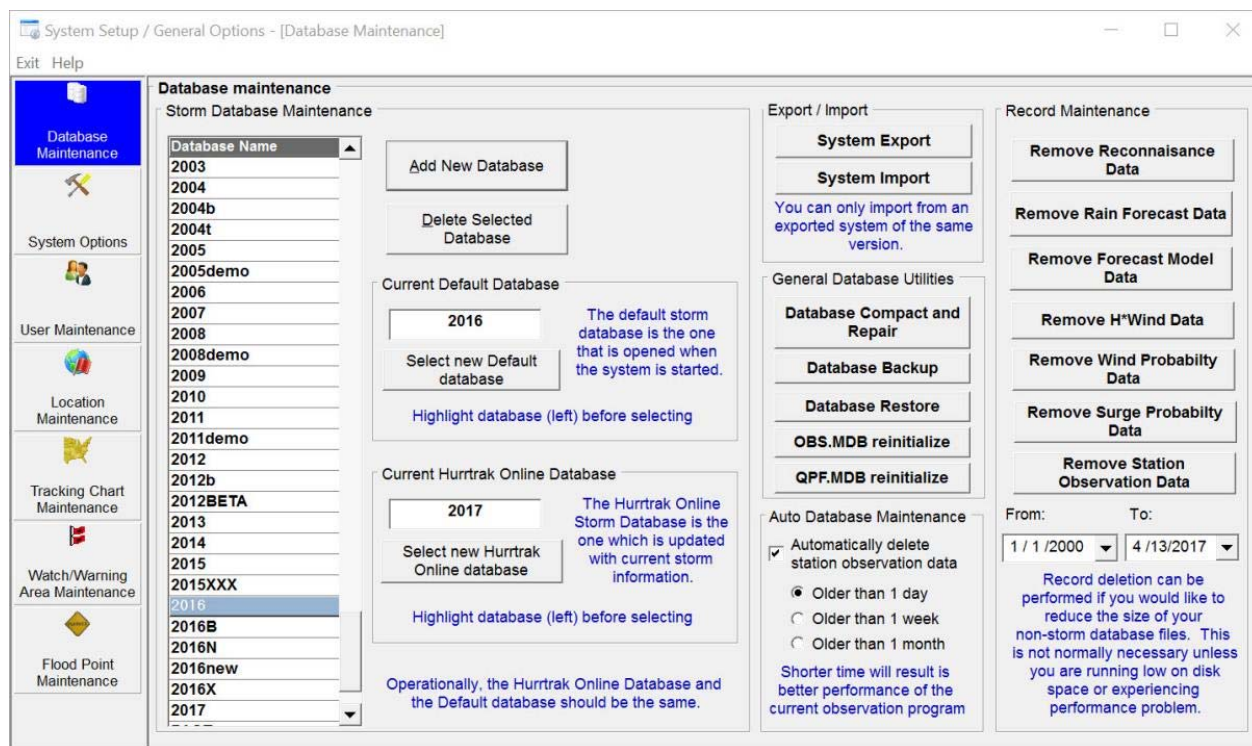 System Setup / General Options - [Database Maintenance]
Exit Help
Database
Maintenance
System Options
User Maintenance
Location
Maintenance
Tracking Chart
Maintenance
Watch/Warning
Area Maintenance
Flood Point
Maintenance
Database maintenance
Storm Database Maintenance
Database Name
2003
2004
2004b
2004t
2005
2005demo
2006
2007
2008
2008demo
2009
2010
2011
2011demo
2012
2012b
2012BETA
2013
2014
2015
2015XXX
2016
2016B
2016N
2016new
2016X
2017
Add New Database
Delete Selected
Database
Current Default Database
2016
Select new Default
database
The default storm
database is the one
that is opened when
the system is started.
Highlight database (left) before selecting
Current Hurrtrak Online Database
2017
Select new Hurrtrak
Online database
The Hurrtrak Online
Storm Database is the
one which is updated
with current storm
information.
Highlight database (left) before selecting
Operationally, the Hurrtrak Online Database and
the Default database should be the same.
Export / Import
System Export
System Import
You can only import from an
exported system of the same
version.
General Database Utilities
Database Compact and
Repair
Database Backup
Database Restore
OBS.MDB reinitialize
QPF.MDB reinitialize
Auto Database Maintenance
Automatically delete
station observation data
Older than 1 day
Older than 1 week
Older than 1 month
Shorter time will result is
better performance of the
current observation program
Record Maintenance
Remove Reconnaisance
Data
Remove Rain Forecast Data
Remove Forecast Model
Data
Remove H*Wind Data
Remove Wind Probabilty
Data
Remove Surge Probabilty
Data
Remove Station
Observation Data
From: To:
1 / 1 /2000 4 /13/2017
Record deletion can be
performed if you would like to
reduce the size of your
non-storm database files. This
is not normally necessary unless
you are running low on disk
space or experiencing
performance problem.